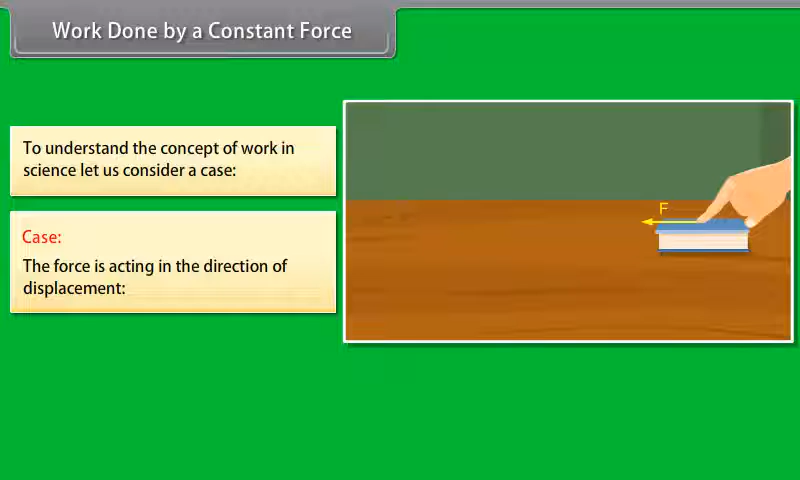 Work Done by a Constant Force
To understand the concept of work in
science let us consider a case:
Case:
The force is acting in the direction of
displacement:
F